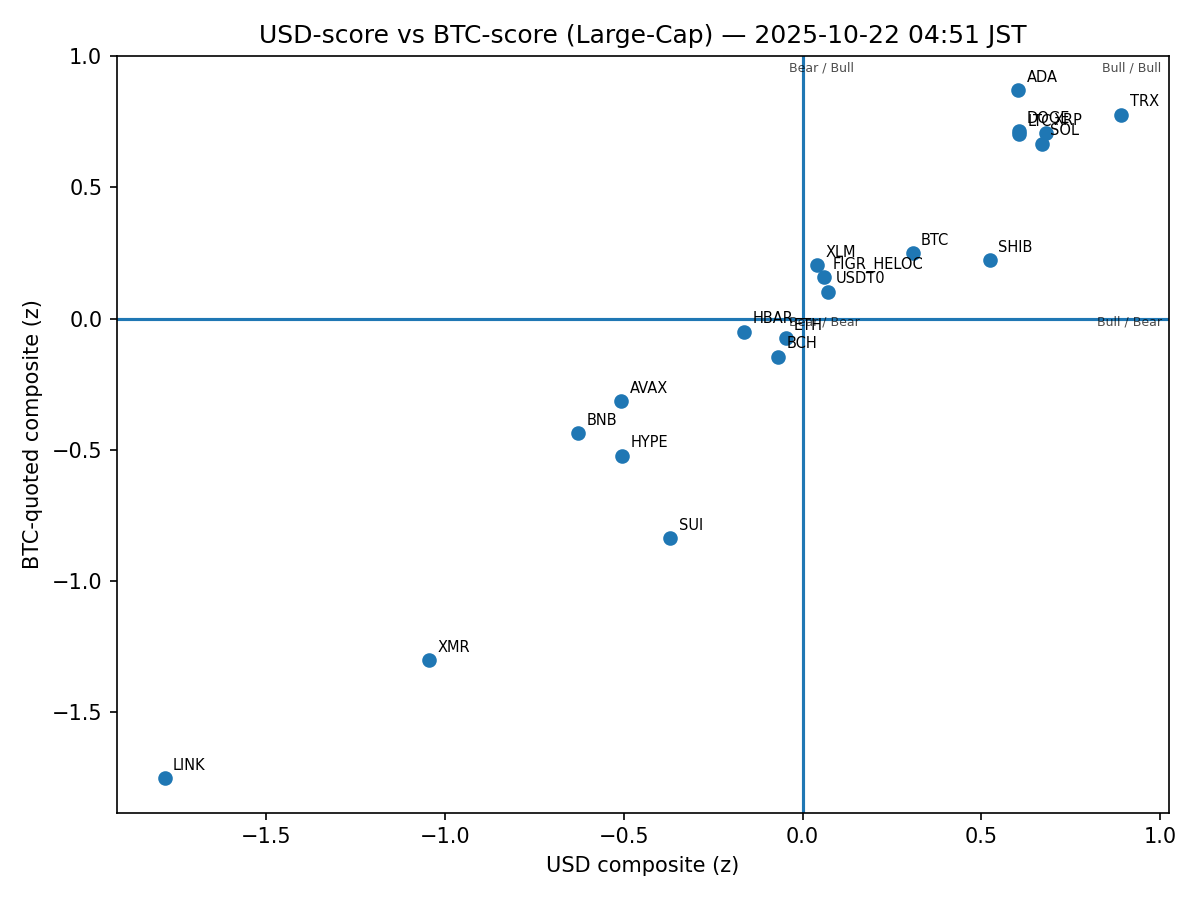 USD-score vs BTC-score (Large-Cap) — 2025-10-22 04:51 JST
1.0
Bear / Bull
Bull / Bull
ADA
TRX
DOGE
LTC
XRP
SOL
0.5
BTC
SHIB
XLM
FIGR_HELOC
USDT0
0.0
HBAR
Bear / Bear
Bull / Bear
ETH
BCH
AVAX
BNB
−0.5
HYPE
SUI
−1.0
XMR
−1.5
LINK
BTC-quoted composite (z)
−1.5
−1.0
−0.5
0.0
0.5
1.0
USD composite (z)